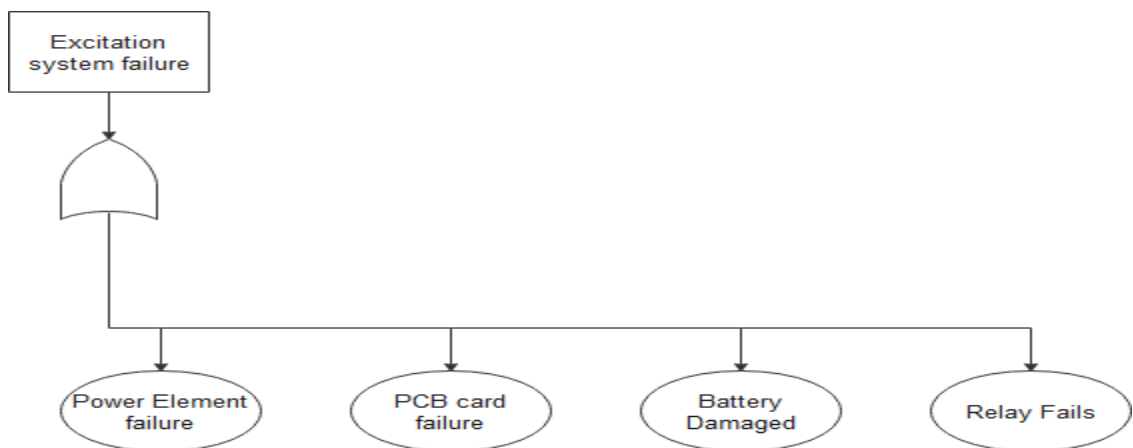 Excitation
system failure
Power Element
failure
PCB card
failure
Battery
Damaged
Relay Fails